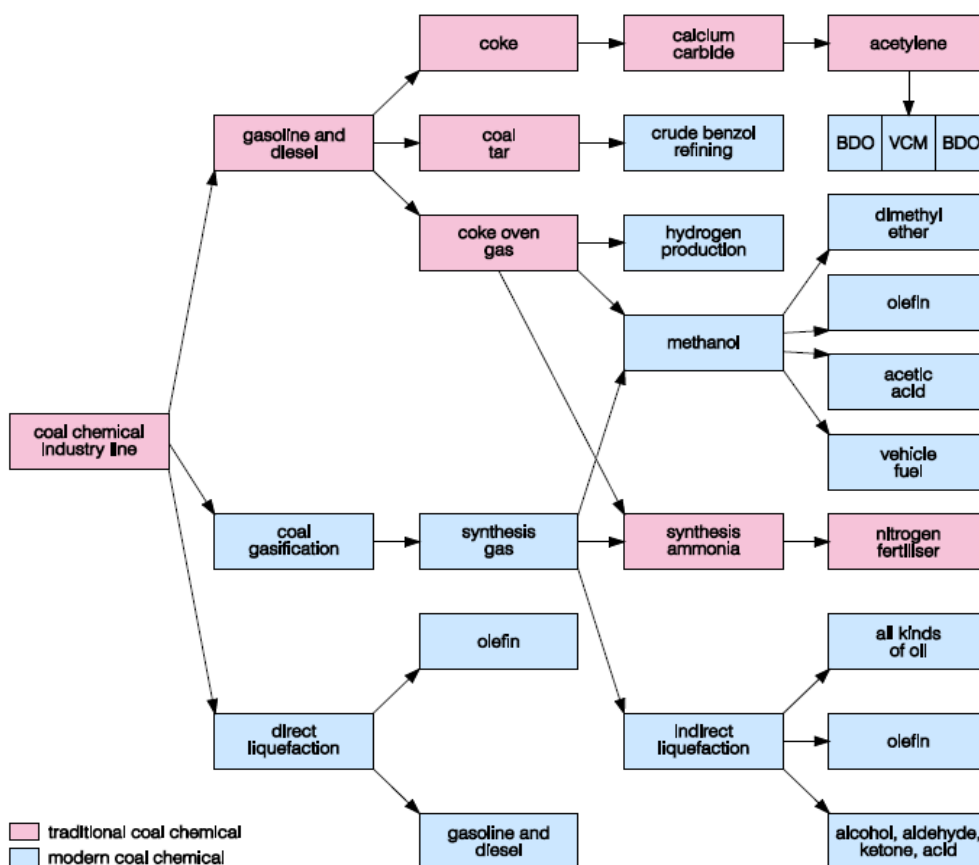 coke
calcium
carbide
acetylene
gasoline and
diesel
coal
tar
crude benzol
refining
BDO VCM BDO
coke oven
gas
hydrogen
production
dimethyl
ether
methanol
olefin
acetic
acid
vehicle
fuel
coal chemical
industry line
coal
gasification
synthesis
gas
synthesis
ammonia
nitrogen
fertiliser
olefin
all kinds
of oil
direct
liquefaction
indirect
liquefaction
olefin
gasoline and
diesel
alcohol, aldehyde,
ketone, acid
traditional coal chemical
modern coal chemical